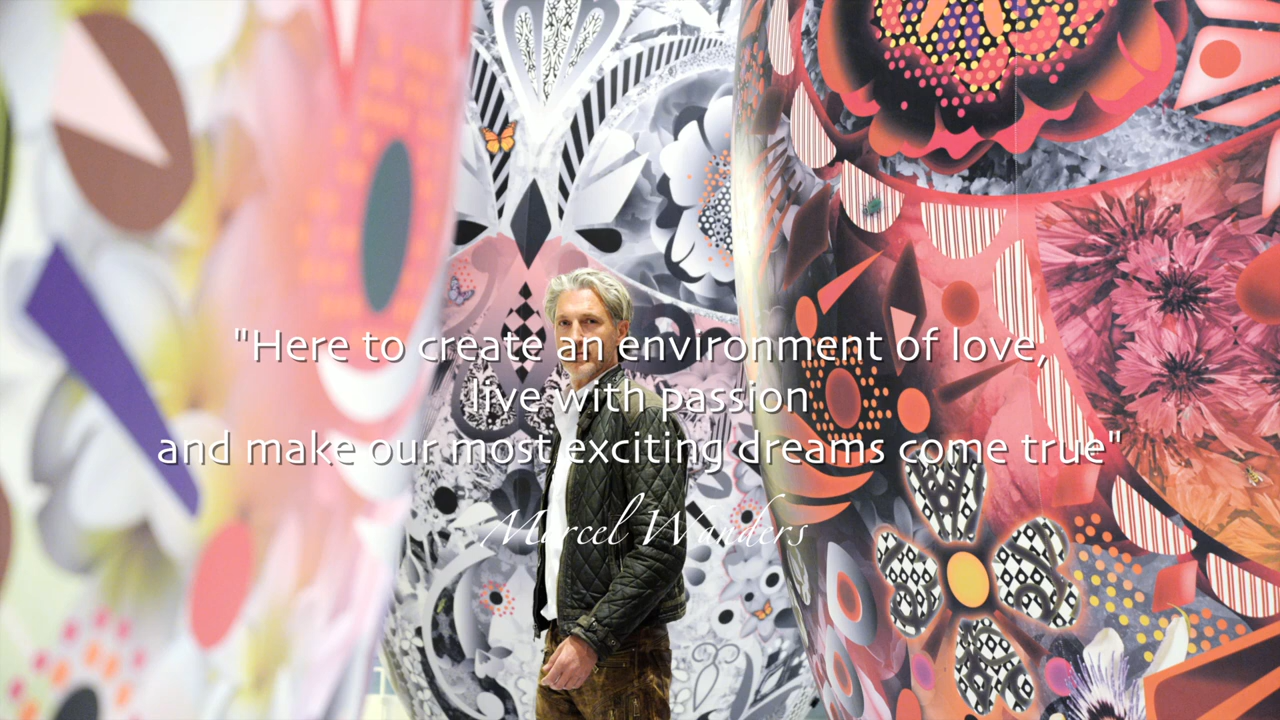 "Here to create an environment of love,
live with passion
and make our most exciting dreams come true"
Marcel Wanders